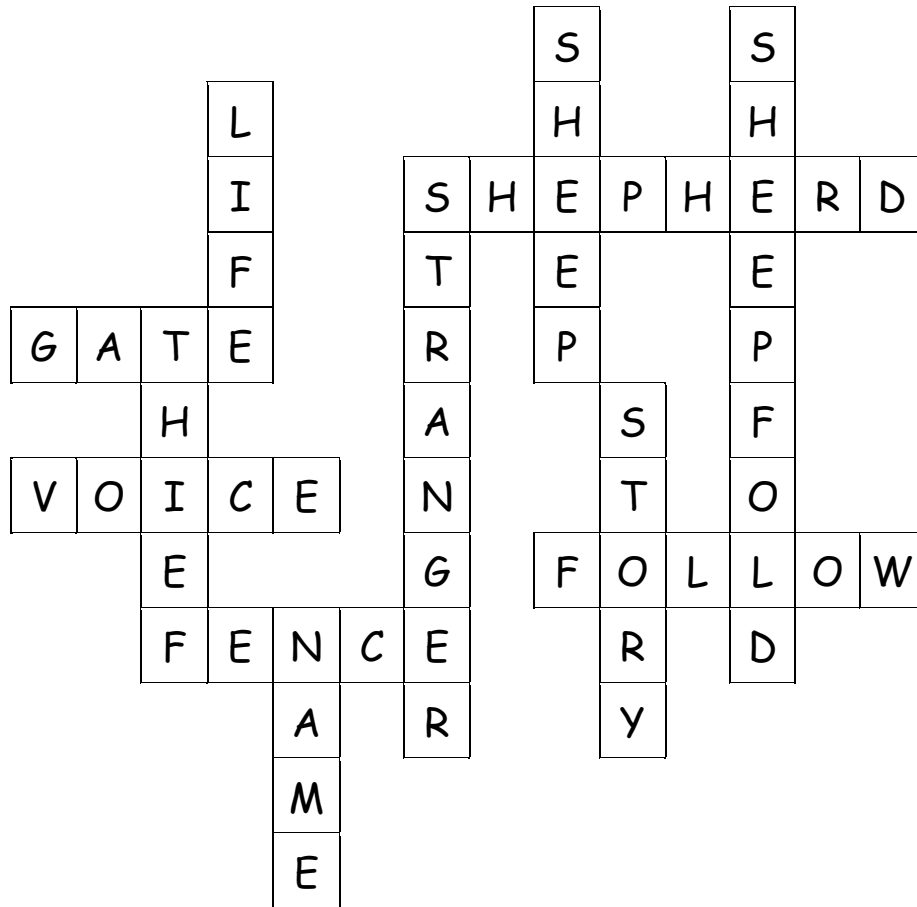 S S
L H H
I S H E P H E R D
F T E E
G A T E R P P
H A S F
V O I C E N T O
E G F O L L O W
F E N C E R D
A R Y
M
E